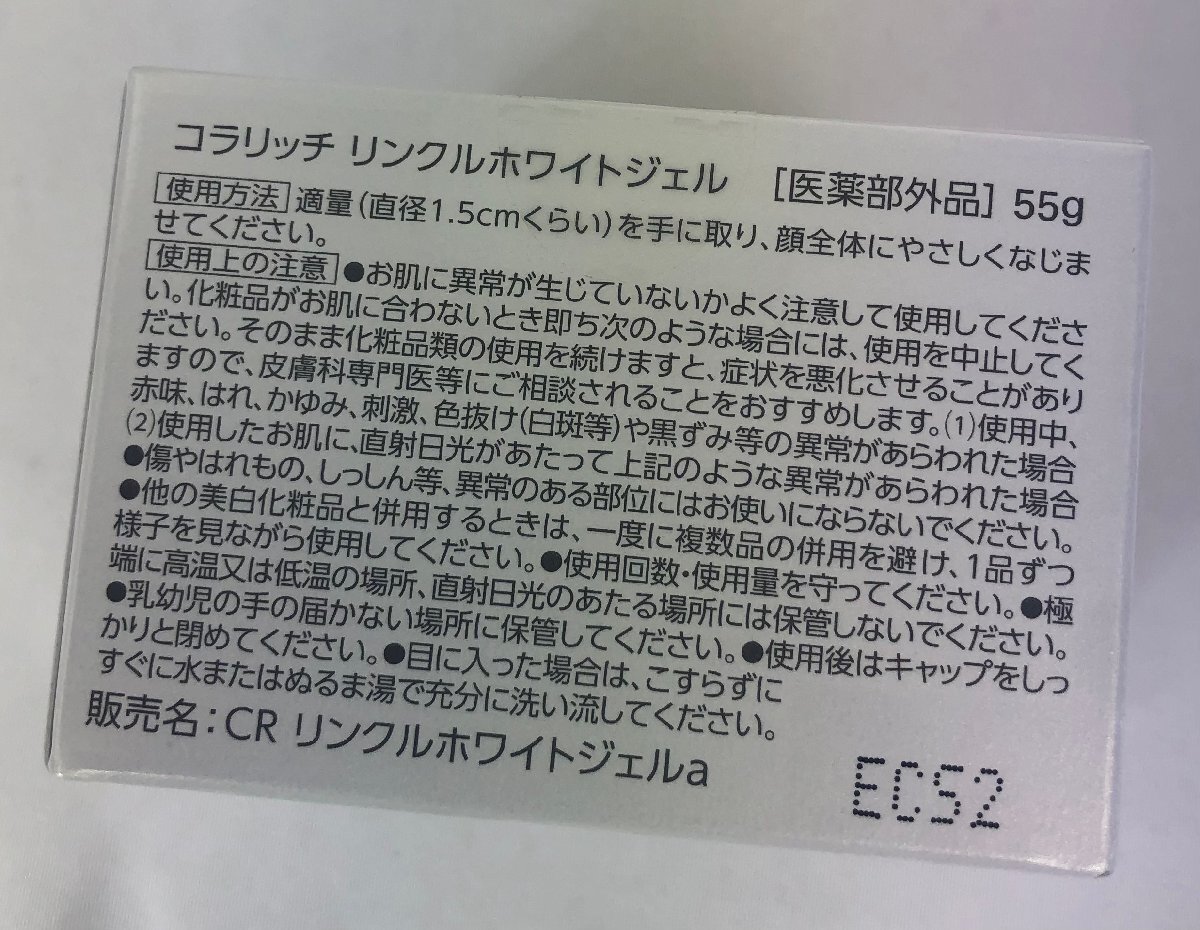 コラリッチ リンクルホワイトジェル [医薬部外品] 55g
使用方法 適量(直径1.5cmくらい)を手に取り、顔全体にやさしくなじま
せてください。
使用上の注意 ●お肌に異常が生じていないかよく注意して使用してくださ
い。化粧品がお肌に合わないとき即ち次のような場合には、使用を中止してく
ださい。そのまま化粧品類の使用を続けますと、症状を悪化させることがあり
ますので、皮膚科専門医等にご相談されることをおすすめします。(1)使用中、
赤味、はれ、かゆみ、刺激、色抜け(白斑等)や黒ずみ等の異常があらわれた場合
(2)使用したお肌に、直射日光があたって上記のような異常があらわれた場合
●傷やはれもの、しっしん等、異常のある部位にはお使いにならないでください。
●他の美白化粧品と併用するときは、一度に複数品の併用を避け、1品ずつ
様子を見ながら使用してください。●使用回数・使用量を守ってください。●極
端に高温又は低温の場所、直射日光のあたる場所には保管しないでください。
●乳幼児の手の届かない場所に保管してください。●使用後はキャップをしっ
かりと閉めてください。●目に入った場合は、こすらずに
すぐに水またはぬるま湯で充分に洗い流してください。
販売名:CR リンクルホワイトジェルa
EC52